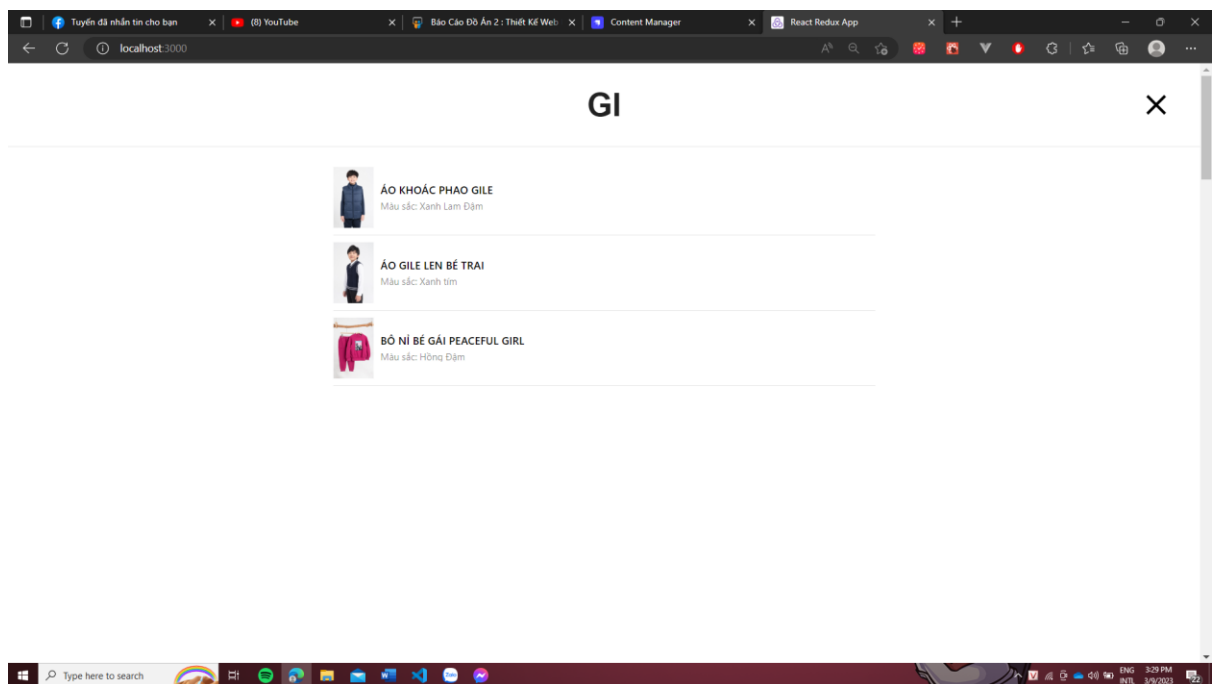 Tuyến đã nhắn tin cho bạn
(8) YouTube
Báo Cáo Đồ Án 2 : Thiết Kế Web
Content Manager
React Redux App
localhost:3000
GI
ÁO KHOÁC PHAO GILE
Màu sắc: Xanh Lam Đậm
ÁO GILE LEN BÉ TRAI
Màu sắc: Xanh tím
BỘ NỈ BÉ GÁI PEACEFUL GIRL
Màu sắc: Hồng Đậm
Type here to search
Zalo
ENG
INTL
3:29 PM
3/9/2023
22